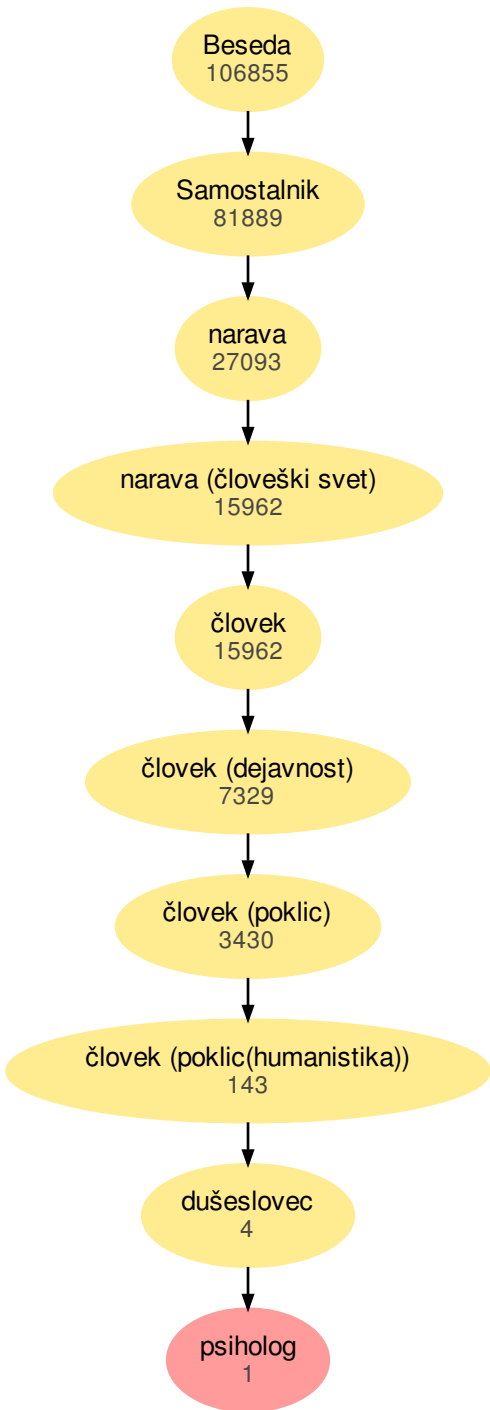 Beseda
106855
Samostalnik
81889
narava
27093
narava (človeški svet)
15962
človek
15962
človek (dejavnost)
7329
človek (poklic)
3430
človek (poklic(humanistika))
143
dušeslovec
4
psiholog
1